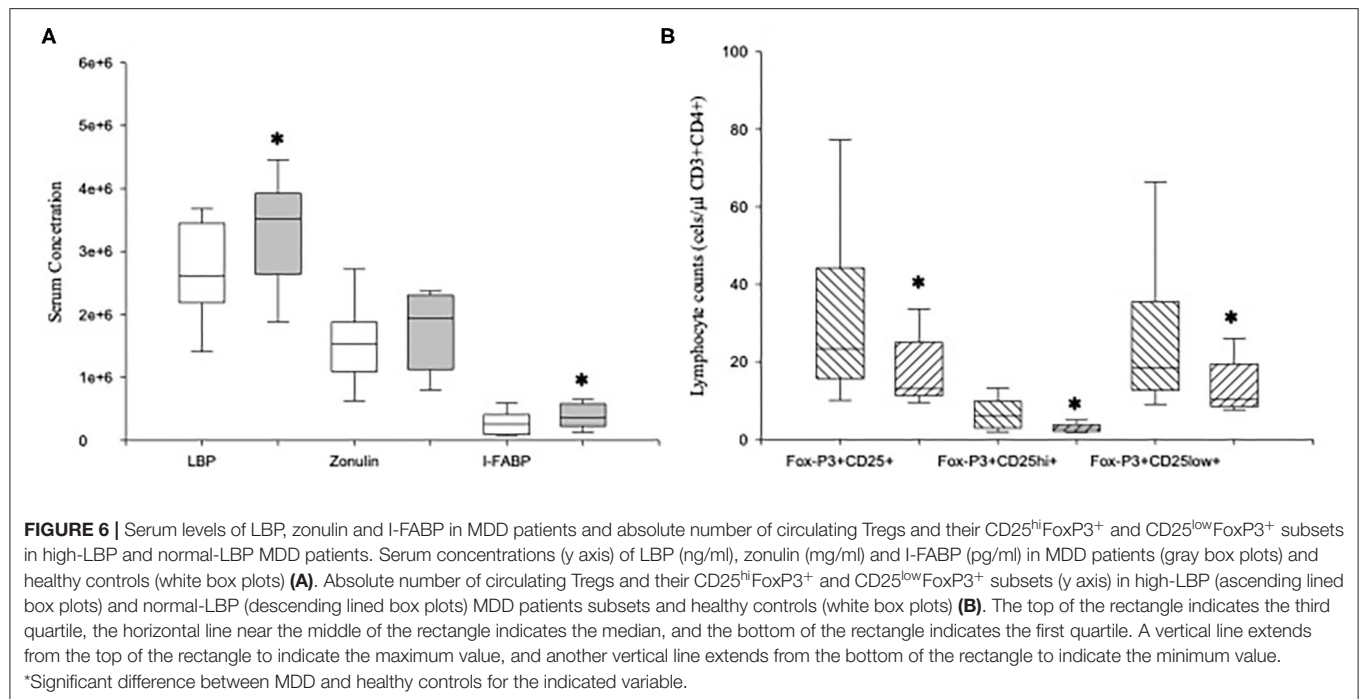 A
B
6e+6
5e+6
4e+6
3e+6
2e+6
1e+6
0
Serum Concetration
*
*
LBP Zonulin I-FABP
100
80
60
40
20
0
Lymphocyte counts (cels/µl CD3+CD4+)
*
*
*
Fox-P3+CD25+ Fox-P3+CD25hi+ Fox-P3+CD25low+
FIGURE 6 | Serum levels of LBP, zonulin and I-FABP in MDD patients and absolute number of circulating Tregs and their CD25^hiFoxP3⁺ and CD25^lowFoxP3⁺ subsets
in high-LBP and normal-LBP MDD patients. Serum concentrations (y axis) of LBP (ng/ml), zonulin (mg/ml) and I-FABP (pg/ml) in MDD patients (gray box plots) and
healthy controls (white box plots) (A). Absolute number of circulating Tregs and their CD25^hiFoxP3⁺ and CD25^lowFoxP3⁺ subsets (y axis) in high-LBP (ascending lined
box plots) and normal-LBP (descending lined box plots) MDD patients subsets and healthy controls (white box plots) (B). The top of the rectangle indicates the third
quartile, the horizontal line near the middle of the rectangle indicates the median, and the bottom of the rectangle indicates the first quartile. A vertical line extends
from the top of the rectangle to indicate the maximum value, and another vertical line extends from the bottom of the rectangle to indicate the minimum value.
*Significant difference between MDD and healthy controls for the indicated variable.